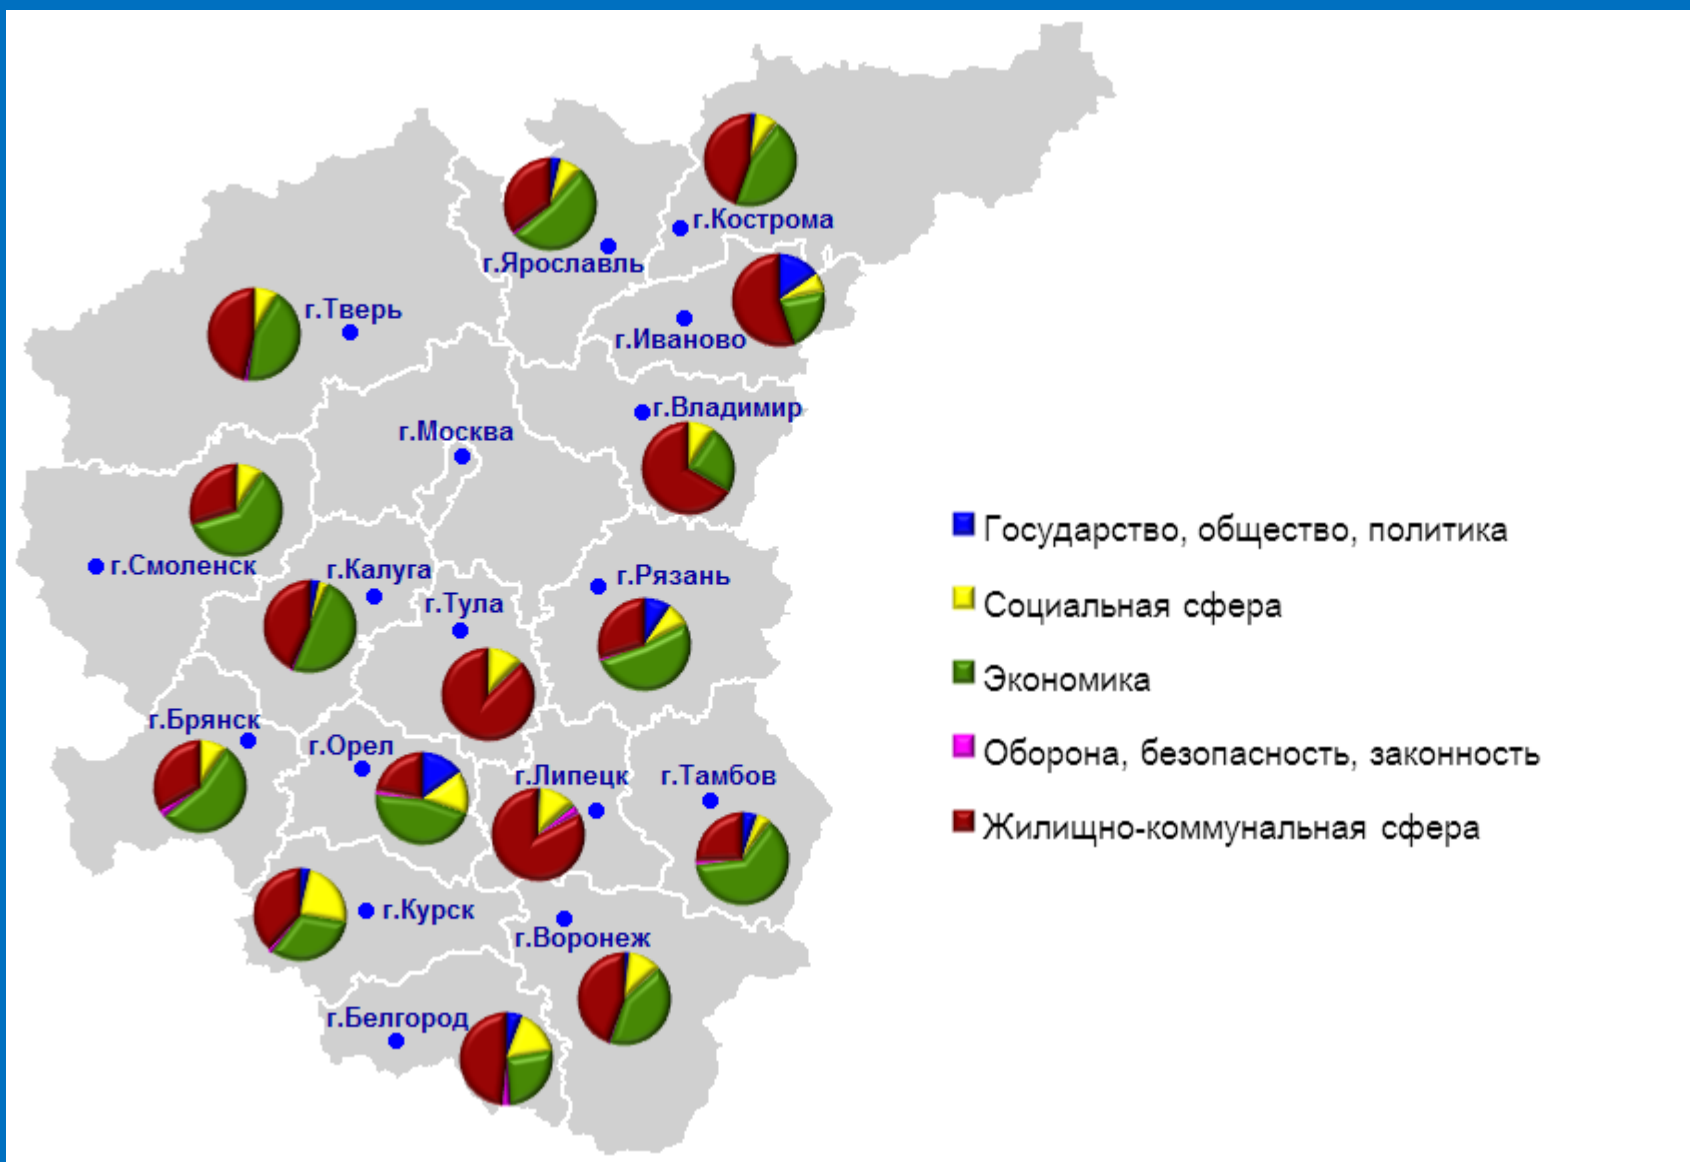 г.Кострома
г.Ярославль
г.Тверь
г.Иваново
г.Владимир
г.Москва
г.Смоленск
г.Калуга
г.Рязань
г.Тула
г.Брянск
г.Орел
г.Липецк
г.Тамбов
г.Курск
г.Воронеж
г.Белгород
Государство, общество, политика
Социальная сфера
Экономика
Оборона, безопасность, законность
Жилищно-коммунальная сфера